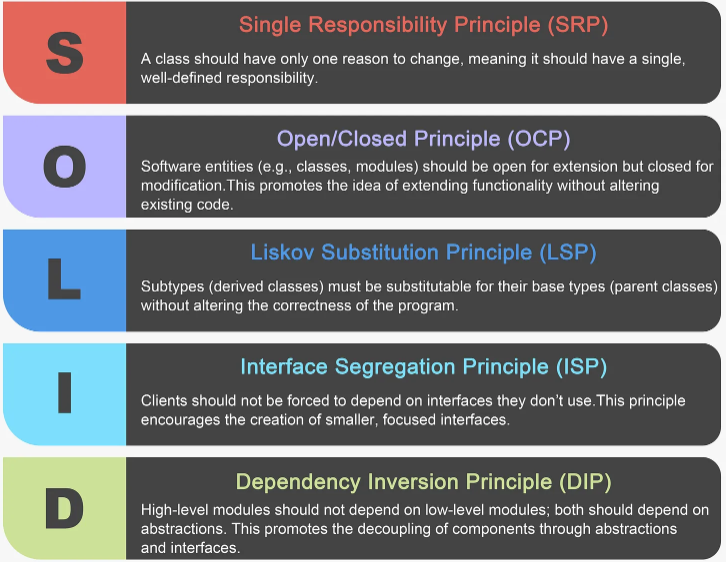 S
Single Responsibility Principle (SRP)
A class should have only one reason to change, meaning it should have a single,
well-defined responsibility.
O
Open/Closed Principle (OCP)
Software entities (e.g., classes, modules) should be open for extension but closed for
modification.This promotes the idea of extending functionality without altering
existing code.
L
Liskov Substitution Principle (LSP)
Subtypes (derived classes) must be substitutable for their base types (parent classes)
without altering the correctness of the program.
I
Interface Segregation Principle (ISP)
Clients should not be forced to depend on interfaces they don’t use.This principle
encourages the creation of smaller, focused interfaces.
D
Dependency Inversion Principle (DIP)
High-level modules should not depend on low-level modules; both should depend on
abstractions. This promotes the decoupling of components through abstractions
and interfaces.